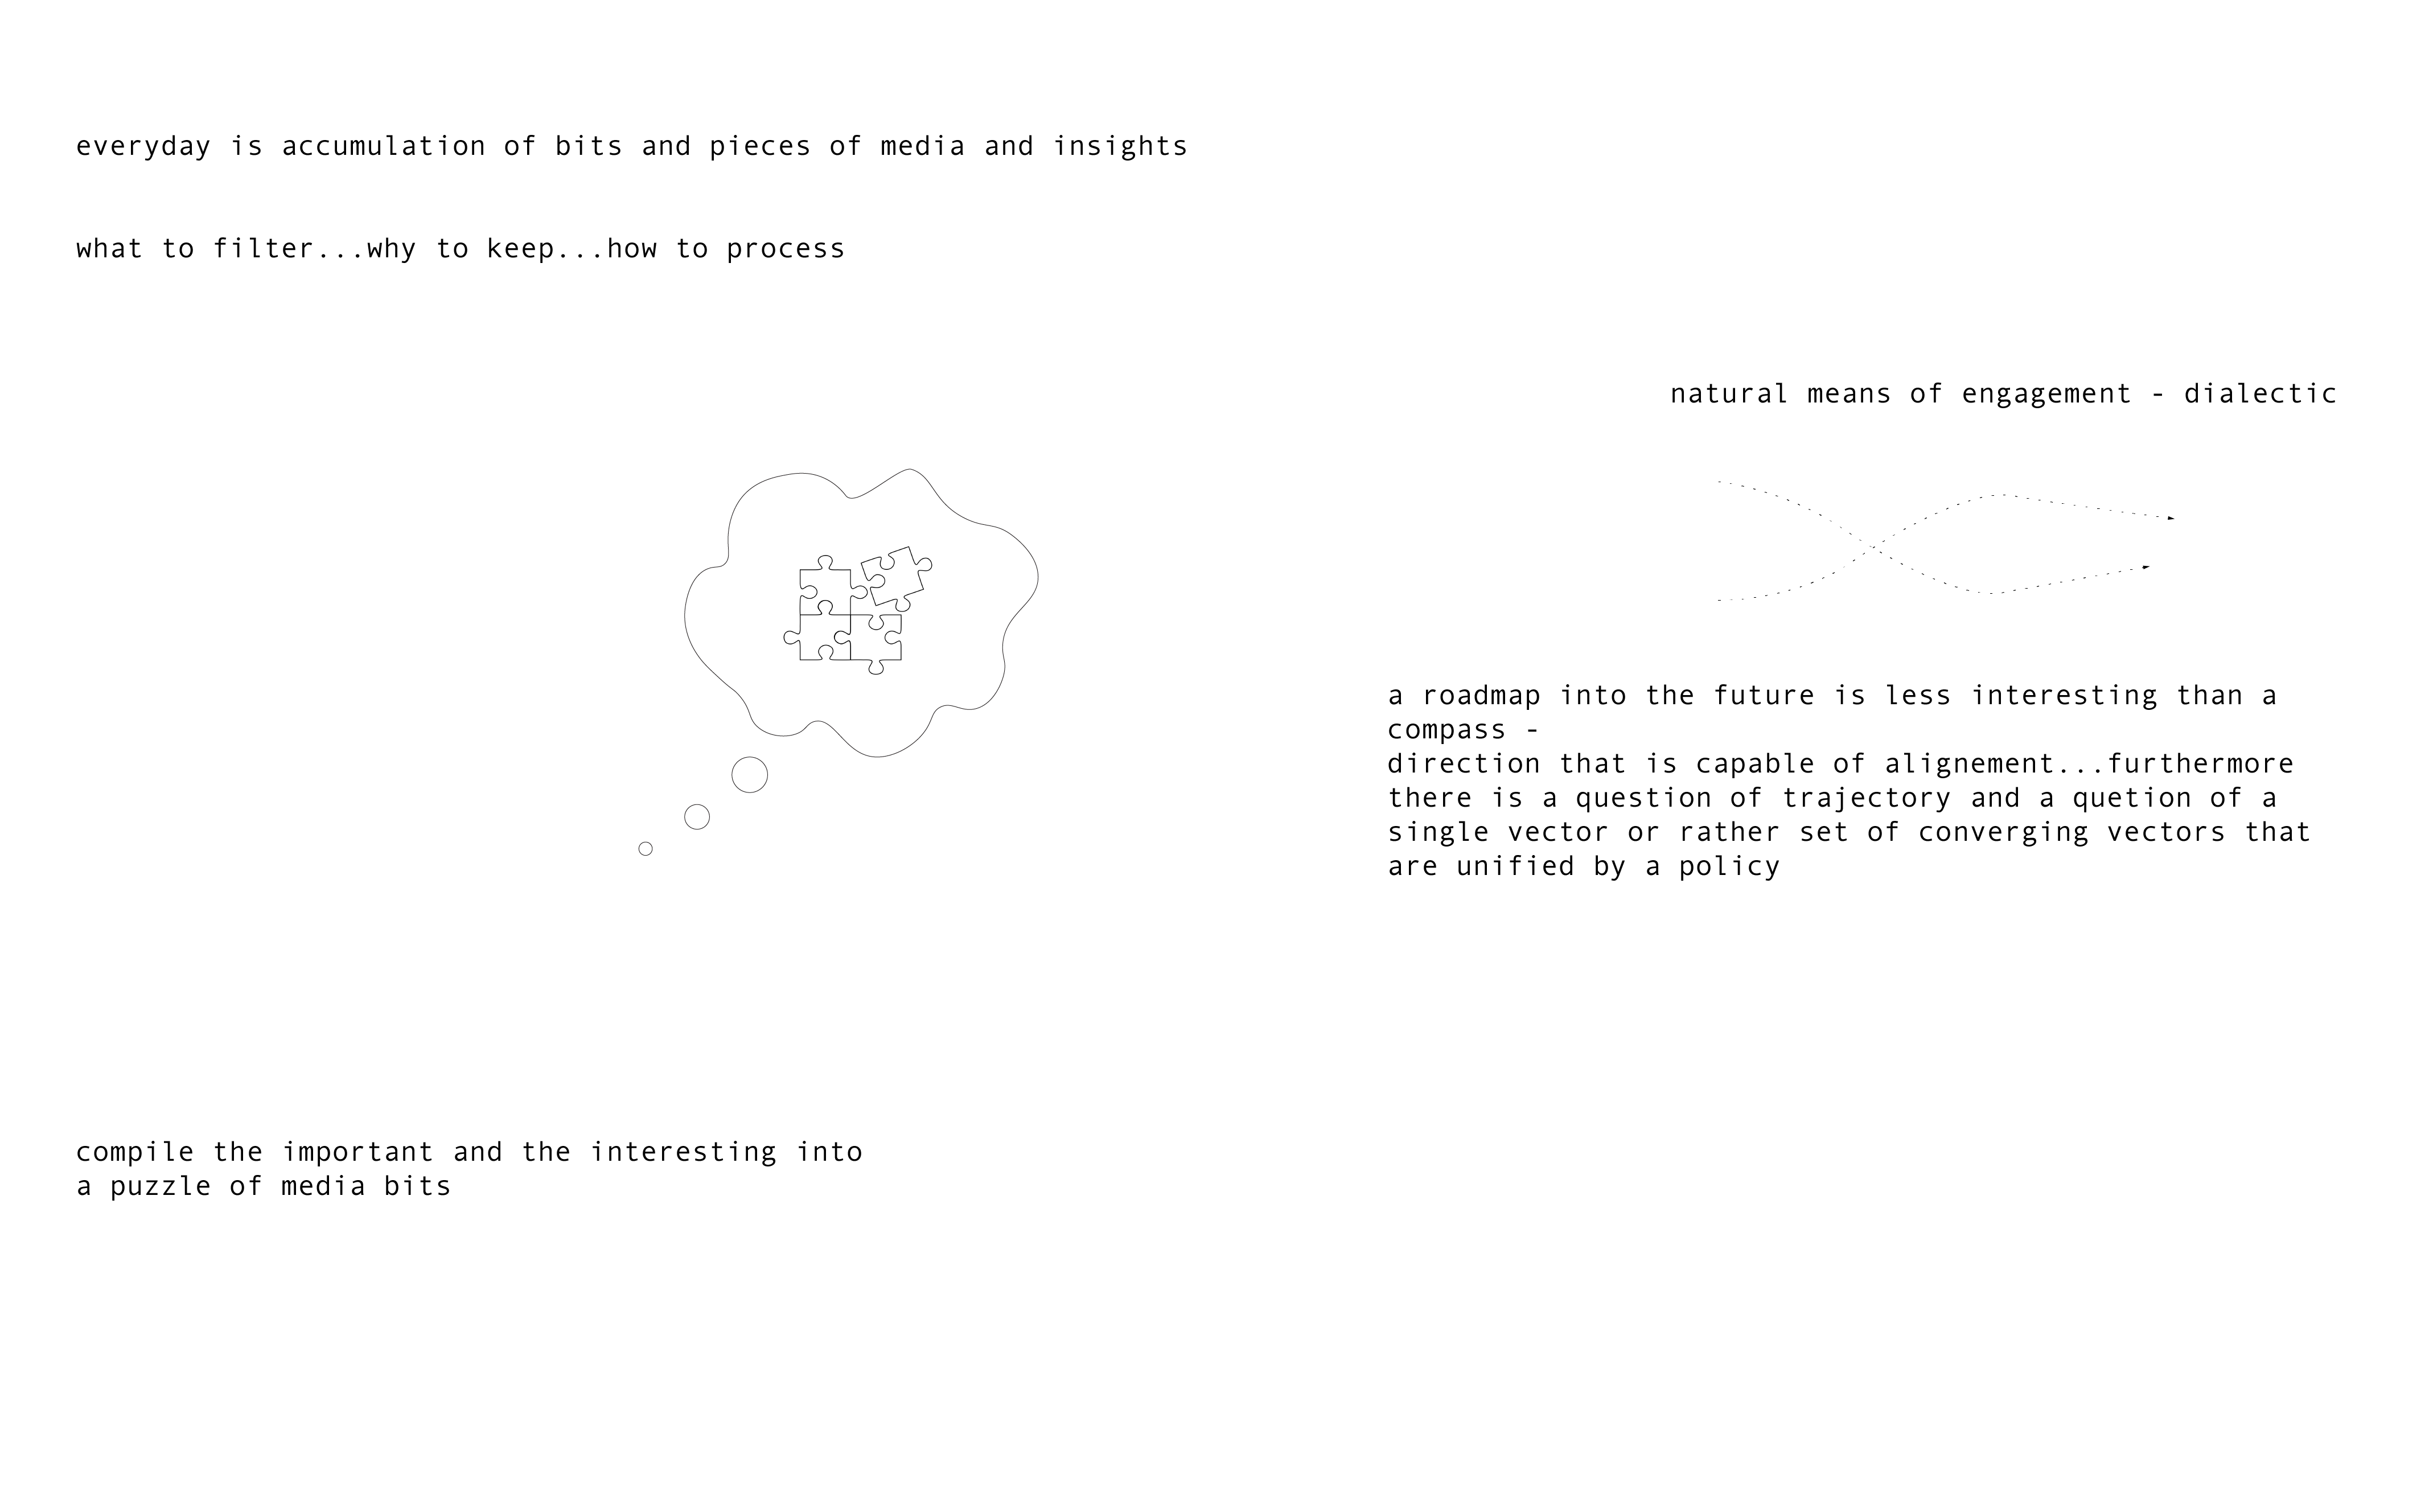 everyday is accumulation of bits and pieces of media and insights
what to filter...why to keep...how to process
natural means of engagement - dialectic
a roadmap into the future is less interesting than a
compass -
direction that is capable of alignement...furthermore
there is a question of trajectory and a quetion of a
single vector or rather set of converging vectors that
are unified by a policy
compile the important and the interesting into
a puzzle of media bits